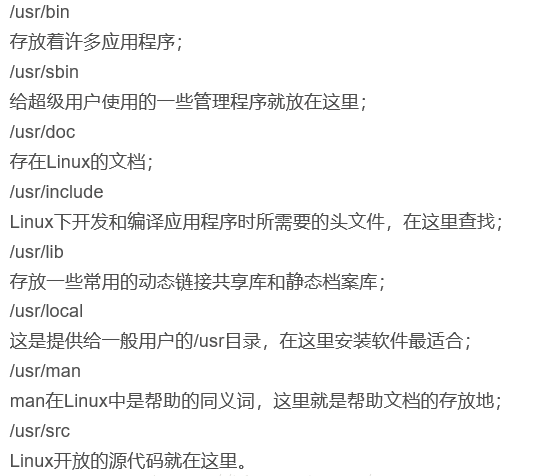 /usr/bin
存放着许多应用程序；
/usr/sbin
给超级用户使用的一些管理程序就放在这里；
/usr/doc
存在Linux的文档；
/usr/include
Linux下开发和编译应用程序时所需要的头文件，在这里查找；
/usr/lib
存放一些常用的动态链接共享库和静态档案库；
/usr/local
这是提供给一般用户的/usr目录，在这里安装软件最适合；
/usr/man
man在Linux中是帮助的同义词，这里就是帮助文档的存放地；
/usr/src
Linux开放的源代码就在这里。